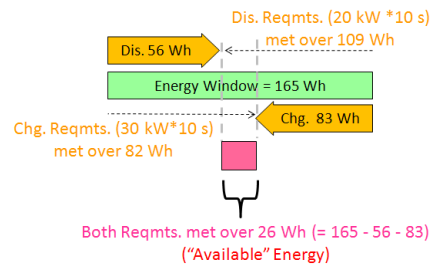 Dis. Reqmts. (20 kW *10 s)
met over 109 Wh
Dis. 56 Wh
Energy Window = 165 Wh
Chg. 83 Wh
Chg. Reqmts. (30 kW*10 s)
met over 82 Wh
Both Reqmts. met over 26 Wh (= 165 - 56 - 83)
("Available" Energy)